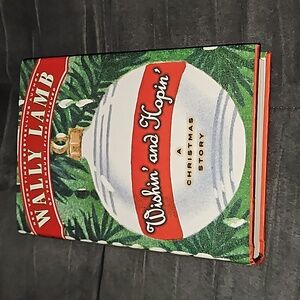 WALLY LAMB
Wishin' and Hopin'
A
CHRISTMAS
STORY